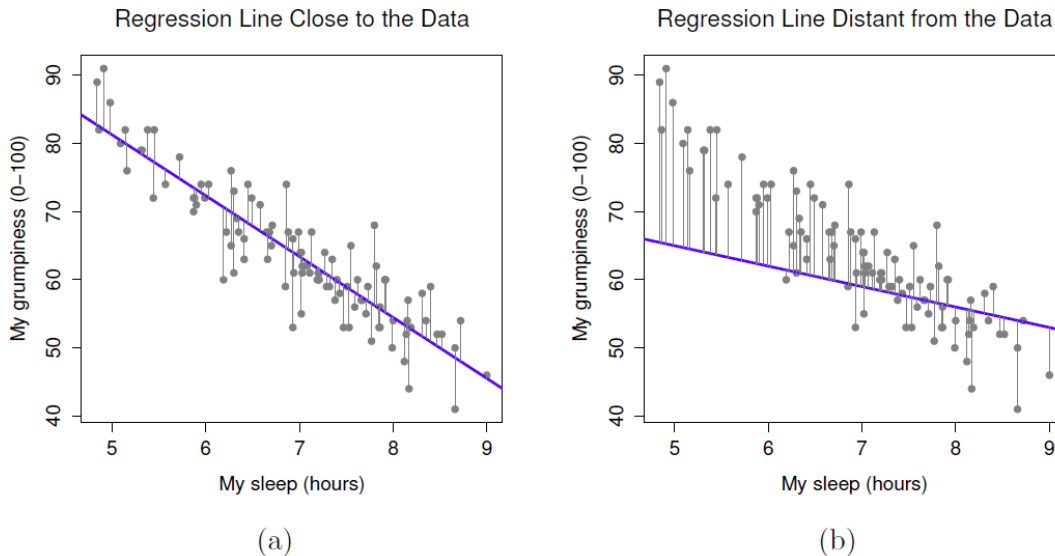 Regression Line Close to the Data
My grumpiness (0−100)
90
80
70
60
50
40
5 6 7 8 9
My sleep (hours)
(a)
Regression Line Distant from the Data
My grumpiness (0−100)
90
80
70
60
50
40
5 6 7 8 9
My sleep (hours)
(b)